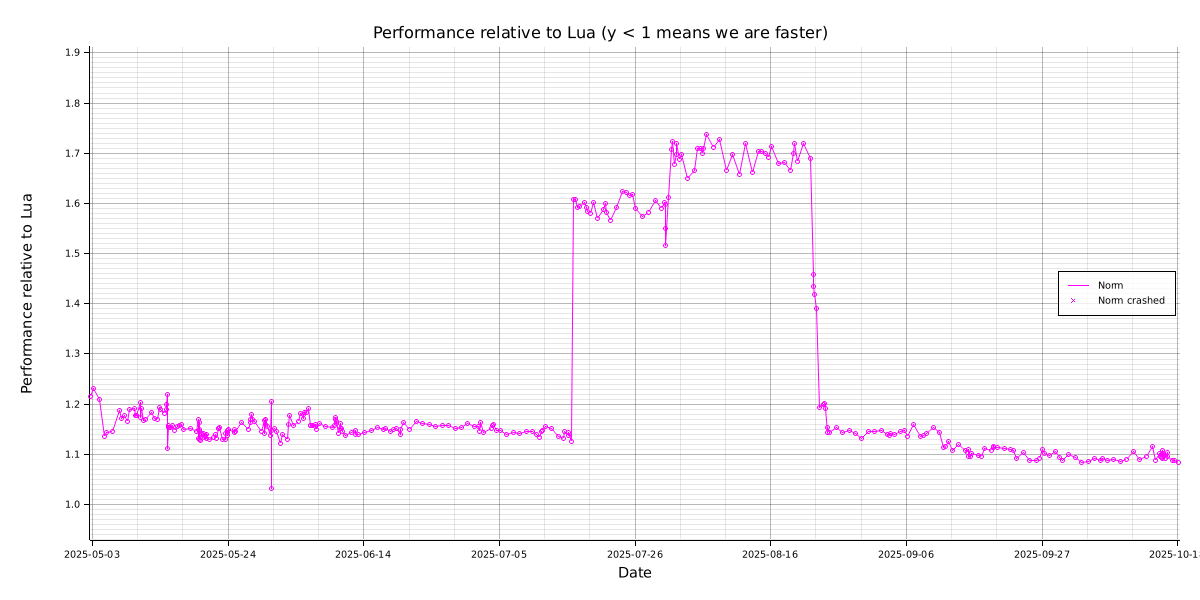 Performance relative to Lua (y < 1 means we are faster)
1.9
1.8
1.7
1.6
1.5
1.4
1.3
1.2
1.1
1.0
Performance relative to Lua
Norm
Norm crashed
2025-05-03 2025-05-24 2025-06-14 2025-07-05 2025-07-26 2025-08-16 2025-09-06 2025-09-27 2025-10-1
Date